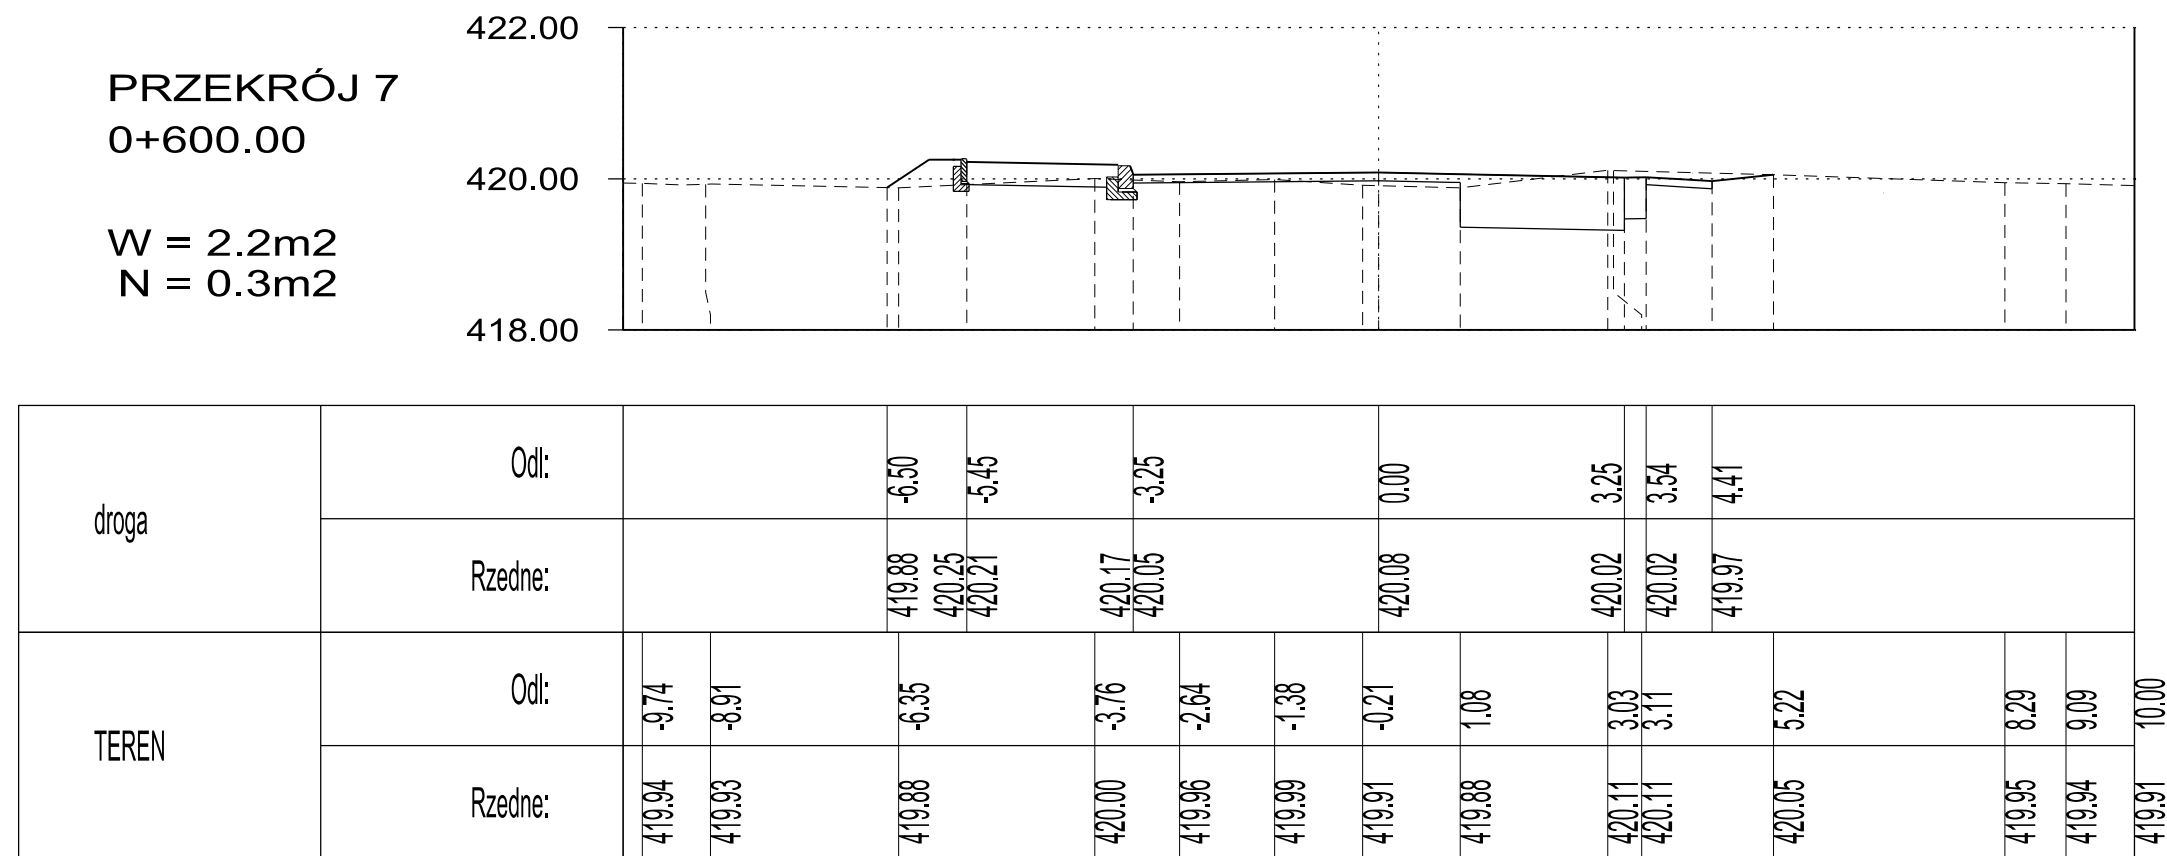 422.00
PRZEKRÓJ 7
0+600.00
420.00
W = 2.2m2
N = 0.3m2
418.00
droga
Odl:
-6.50 -5.45 -3.25 0.00 3.25 3.54 4.41
Rzedne:
419.88 420.25 420.21 420.17 420.05 420.08 420.02 420.02 419.97
TEREN
Odl:
-9.74 -8.91 -6.35 -3.76 -2.64 -1.38 -0.21 1.08 3.03 3.11 5.22 8.29 9.09 10.00
Rzedne:
419.94 419.93 419.88 420.00 419.96 419.99 419.91 419.88 420.11 420.11 420.05 419.95 419.94 419.91